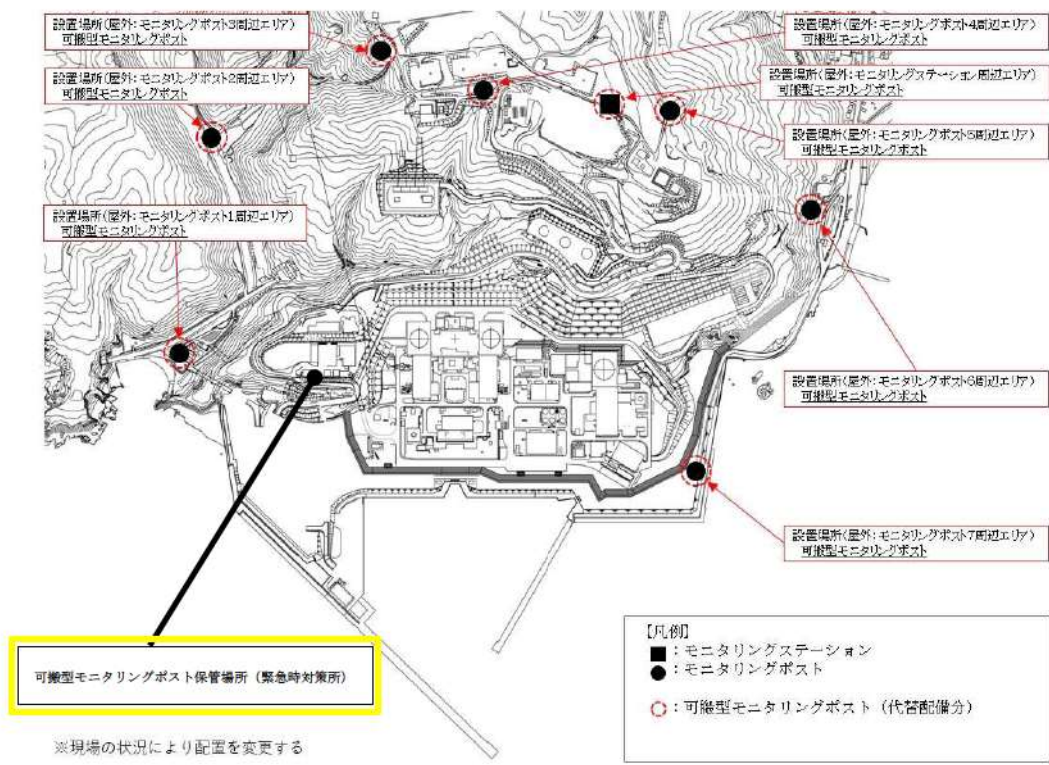 設置場所(屋外:モニタリングポスト3周辺エリア)
可搬型モニタリングポスト
設置場所(屋外:モニタリングポスト2周辺エリア)
可搬型モニタリングポスト
設置場所(屋外:モニタリングポスト1周辺エリア)
可搬型モニタリングポスト
設置場所(屋外:モニタリングポスト4周辺エリア)
可搬型モニタリングポスト
設置場所(屋外:モニタリングステーション周辺エリア)
可搬型モニタリングポスト
設置場所(屋外:モニタリングポスト5周辺エリア)
可搬型モニタリングポスト
設置場所(屋外:モニタリングポスト6周辺エリア)
可搬型モニタリングポスト
設置場所(屋外:モニタリングポスト7周辺エリア)
可搬型モニタリングポスト
可搬型モニタリングポスト保管場所(緊急時対策所)
※現場の状況により配置を変更する
【凡例】
■:モニタリングステーション
●:モニタリングポスト
:可搬型モニタリングポスト(代替配備分)